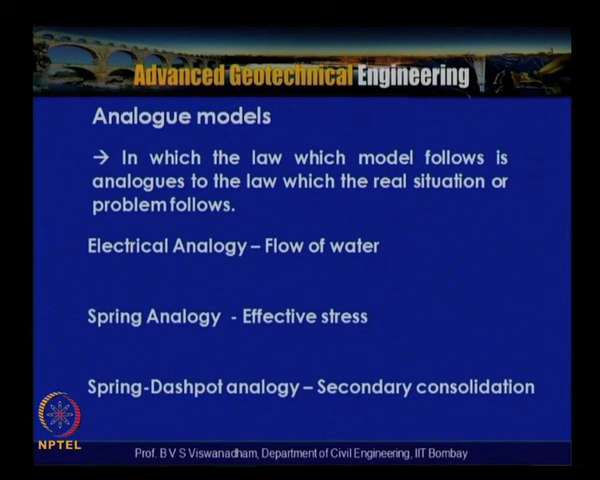 Advanced Geotechnical Engineering
Analogue models
→ In which the law which model follows is
analogues to the law which the real situation or
problem follows.
Electrical Analogy – Flow of water
Spring Analogy - Effective stress
Spring-Dashpot analogy – Secondary consolidation
NPTEL
Prof. B V S Viswanadham, Department of Civil Engineering, IIT Bombay